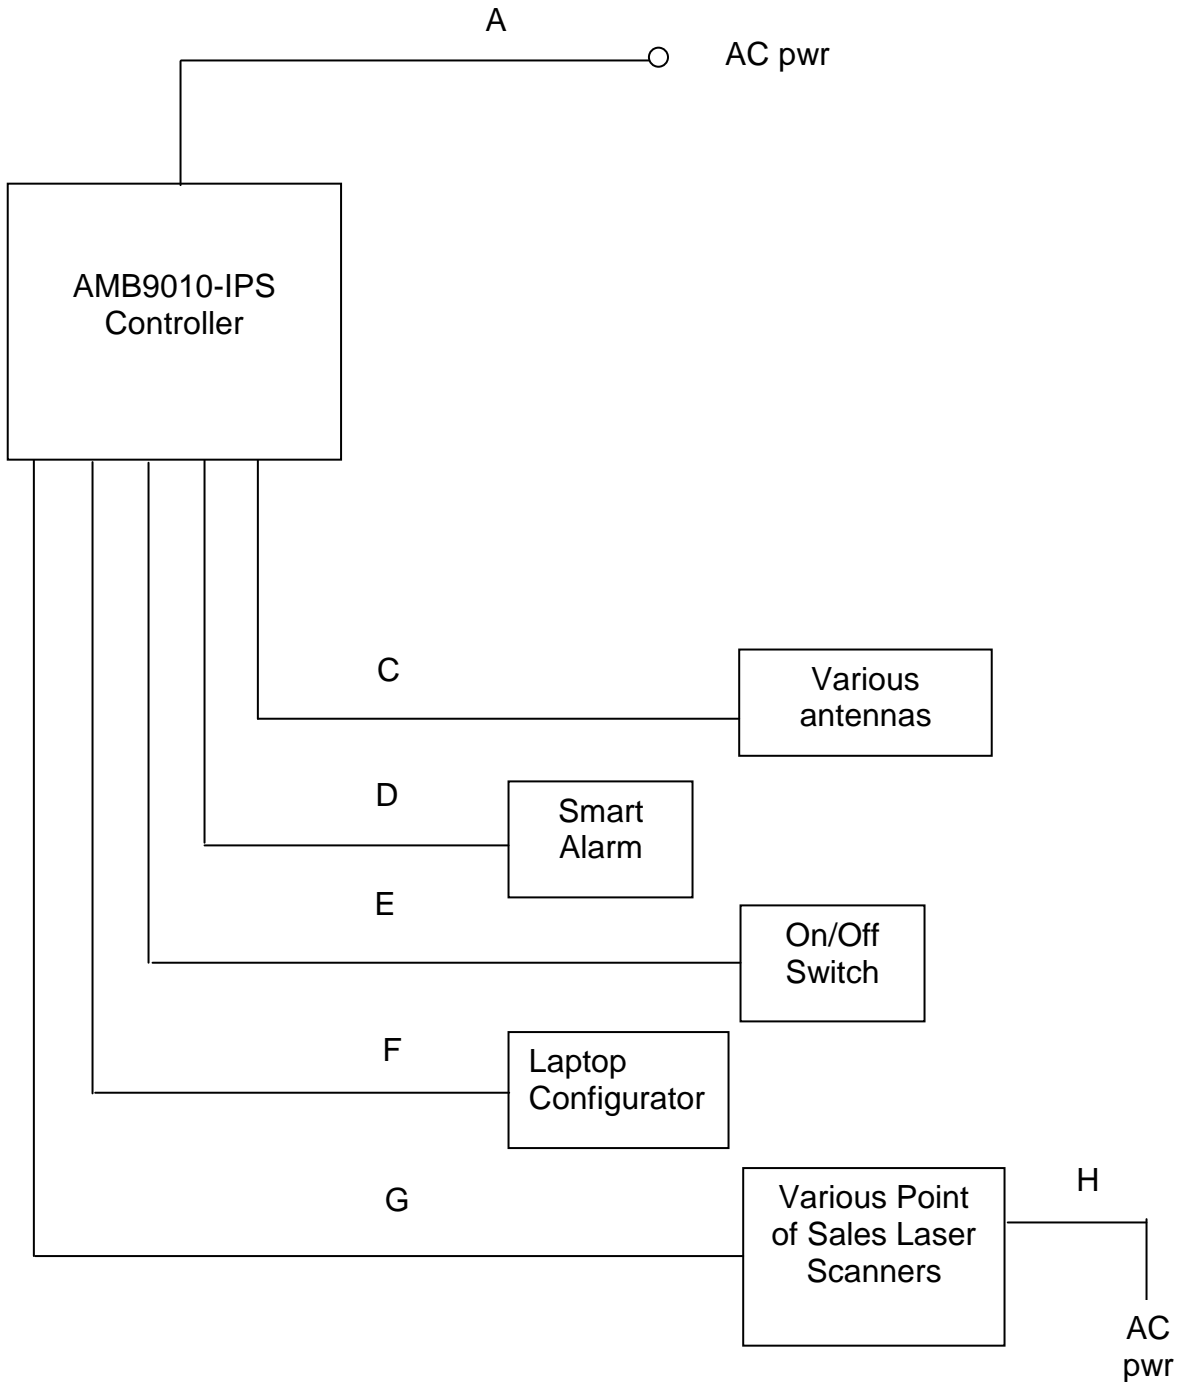 A
AC pwr
AMB9010-IPS
Controller
C
Various
antennas
D
Smart
Alarm
E
On/Off
Switch
F
Laptop
Configurator
G
Various Point
of Sales Laser
Scanners
H
AC
pwr